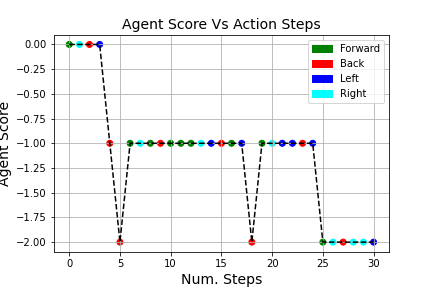 Agent Score Vs Action Steps
0.00
−0.25
−0.50
−0.75
−1.00
−1.25
−1.50
−1.75
−2.00
Agent Score
Forward
Back
Left
Right
0 5 10 15 20 25 30
Num. Steps